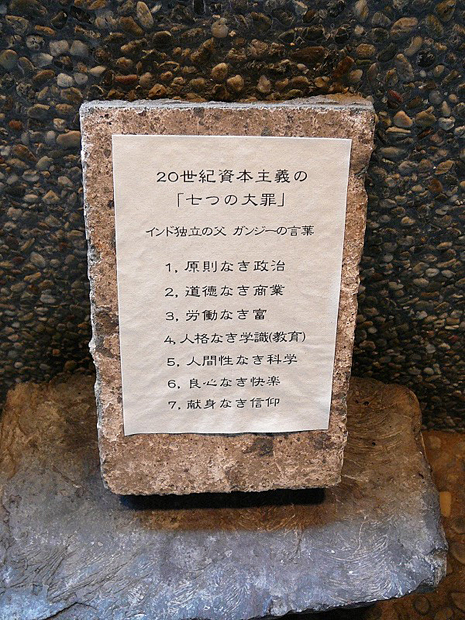 20世紀資本主義の
「七つの大罪」
インド独立の父 ガンジーの言葉
1, 原則なき政治
2, 道徳なき商業
3, 労働なき富
4, 人格なき学識(教育)
5, 人間性なき科学
6, 良心なき快楽
7, 献身なき信仰